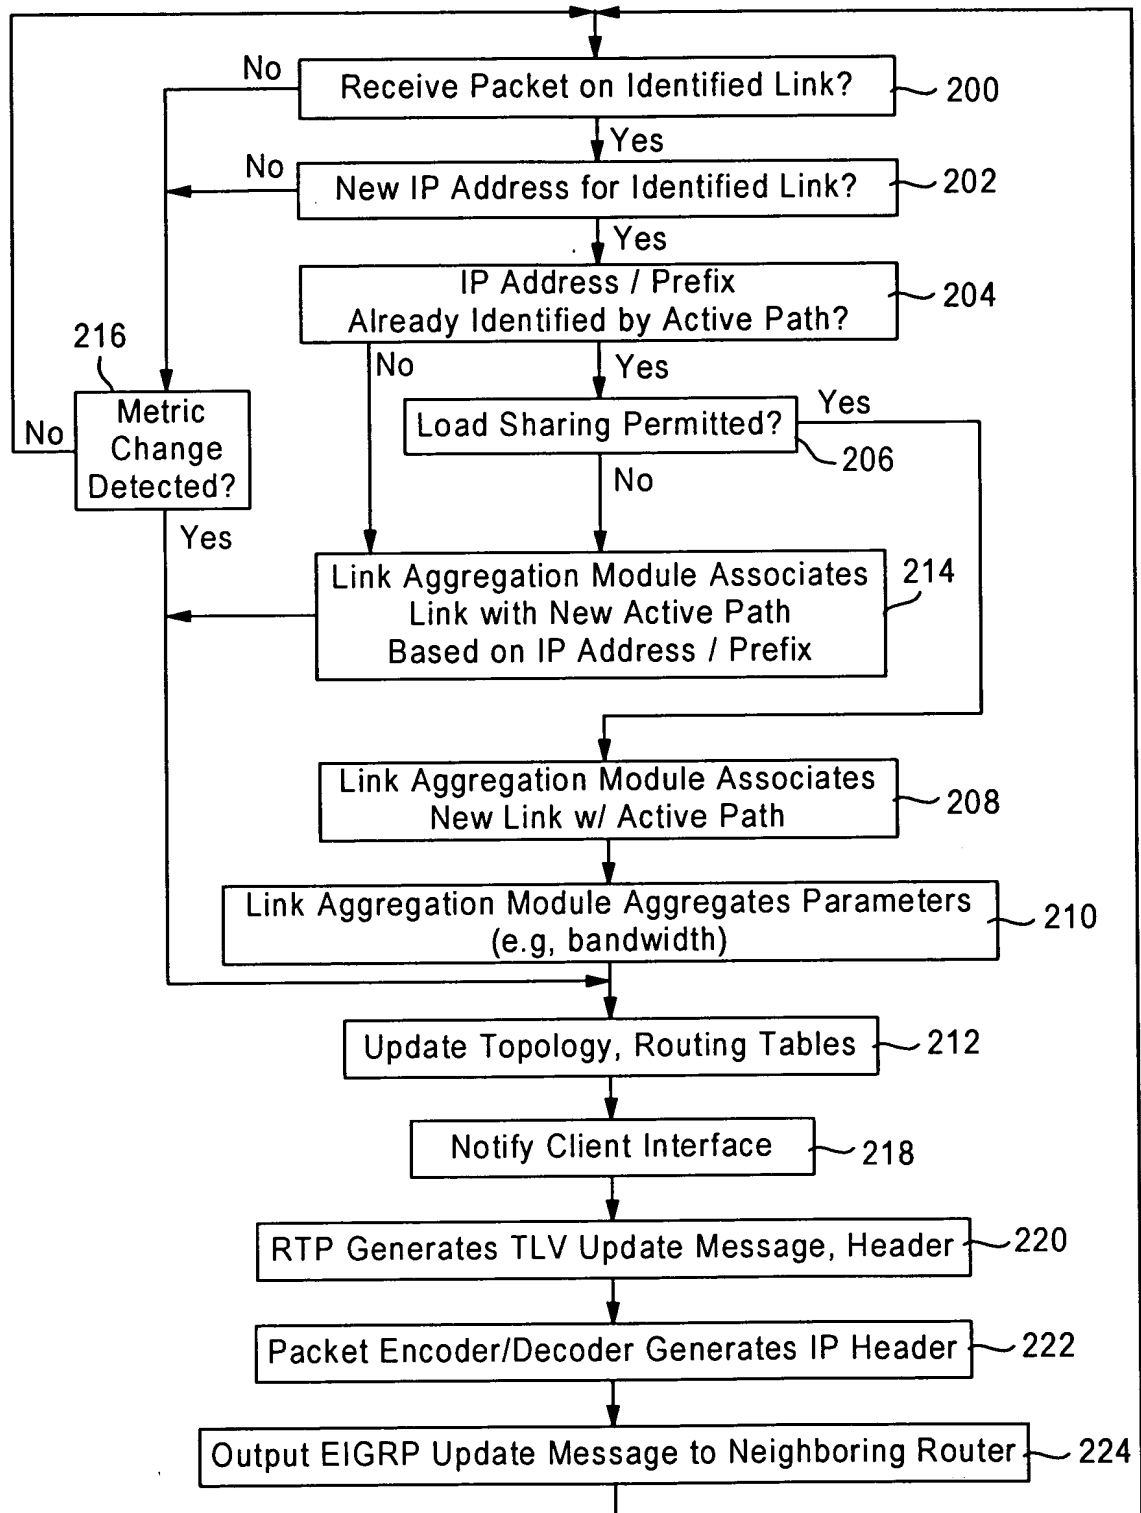 No
Receive Packet on Identified Link?
200
Yes
No
New IP Address for Identified Link?
202
Yes
IP Address / Prefix
Already Identified by Active Path?
204
216
No
Yes
Metric
Change
Detected?
No
Load Sharing Permitted?
Yes
206
No
Yes
Link Aggregation Module Associates
Link with New Active Path
Based on IP Address / Prefix
214
Link Aggregation Module Associates
New Link w/ Active Path
208
Link Aggregation Module Aggregates Parameters
(e.g, bandwidth)
210
Update Topology, Routing Tables
212
Notify Client Interface
218
RTP Generates TLV Update Message, Header
220
Packet Encoder/Decoder Generates IP Header
222
Output EIGRP Update Message to Neighboring Router
224